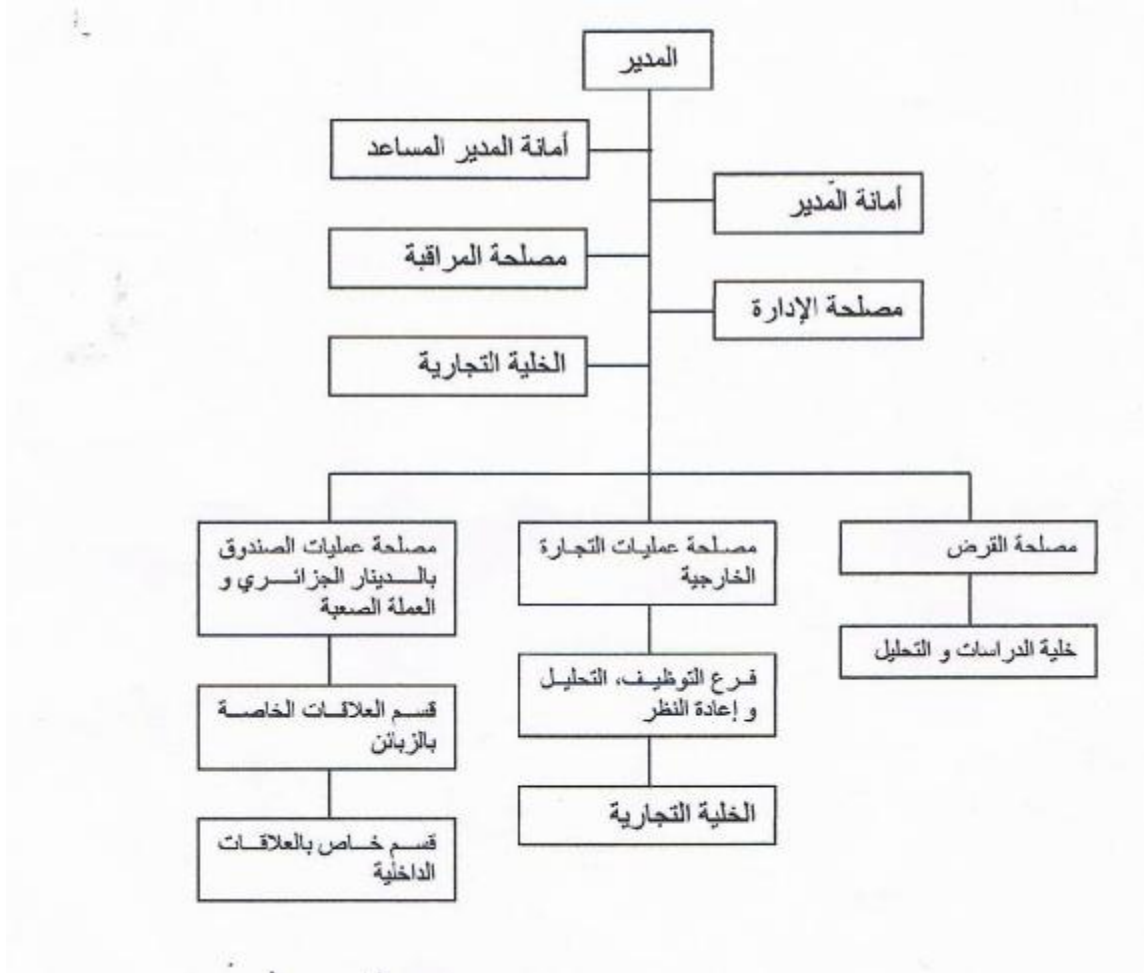 المدير
أمانة المدير المساعد
أمانة المدير
مصلحة المراقبة
مصلحة الإدارة
الخلية التجارية
مصلحة القرض
خلية الدراسات و التحليل
مصلحة عمليات التجارة
الخارجية
فرع التوظيف، التحليل
و إعادة النظر
الخلية التجارية
مصلحة عمليات الصندوق
بالدينار الجزائري و
العملة الصعبة
قسم العلاقات الخاصة
بالزبائن
قسم خاص بالعلاقات
الداخلية